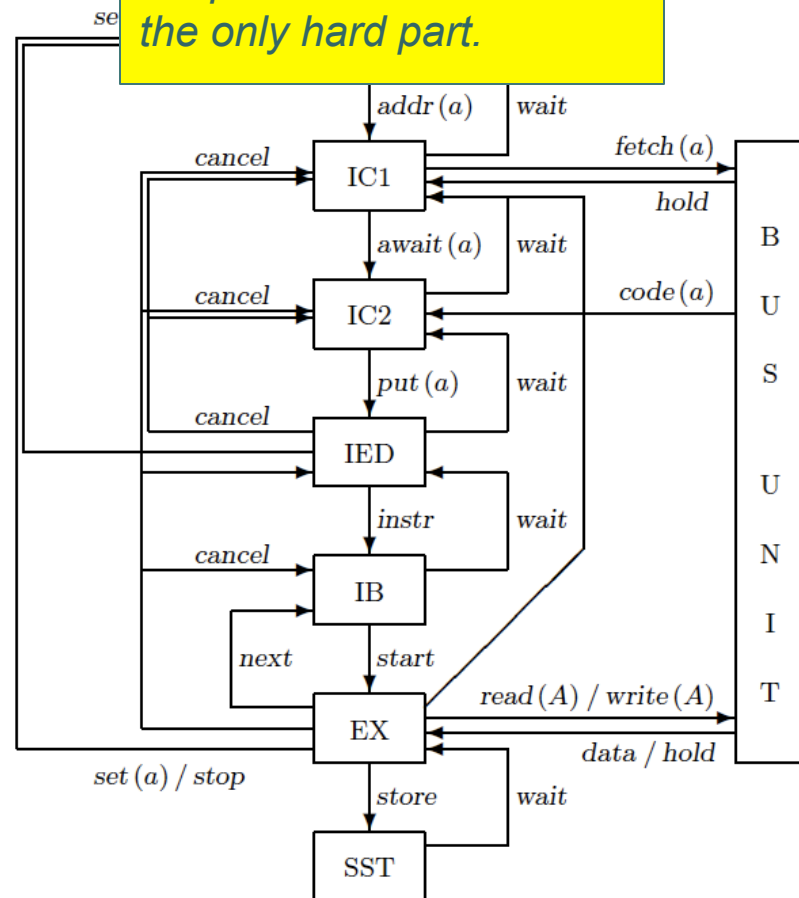 the only hard part.
addr (a)
wait
cancel
fetch (a)
IC1
hold
await (a)
wait
B
cancel
code (a)
U
IC2
S
put (a)
wait
cancel
IED
U
instr
wait
N
cancel
IB
I
next
start
read (A) / write (A)
T
EX
data / hold
set (a) / stop
store
wait
SST